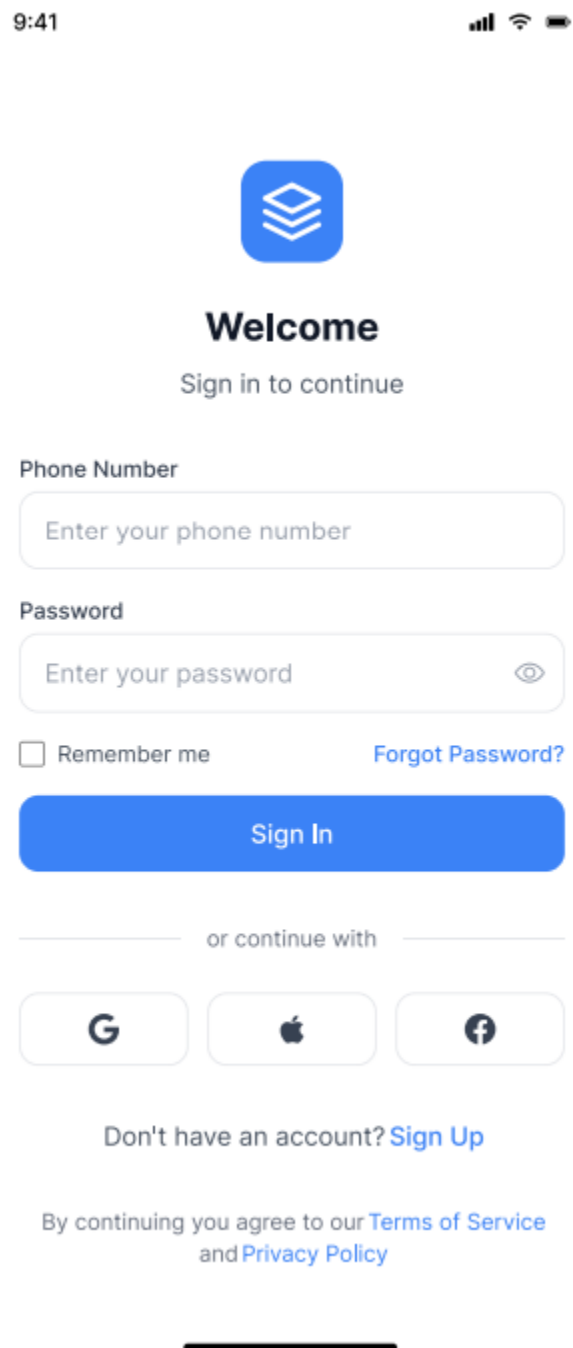 9:41
Welcome
Sign in to continue
Phone Number
Enter your phone number
Password
Enter your password
Remember me
Forgot Password?
Sign In
or continue with
Don't have an account? Sign Up
By continuing you agree to our Terms of Service
and Privacy Policy